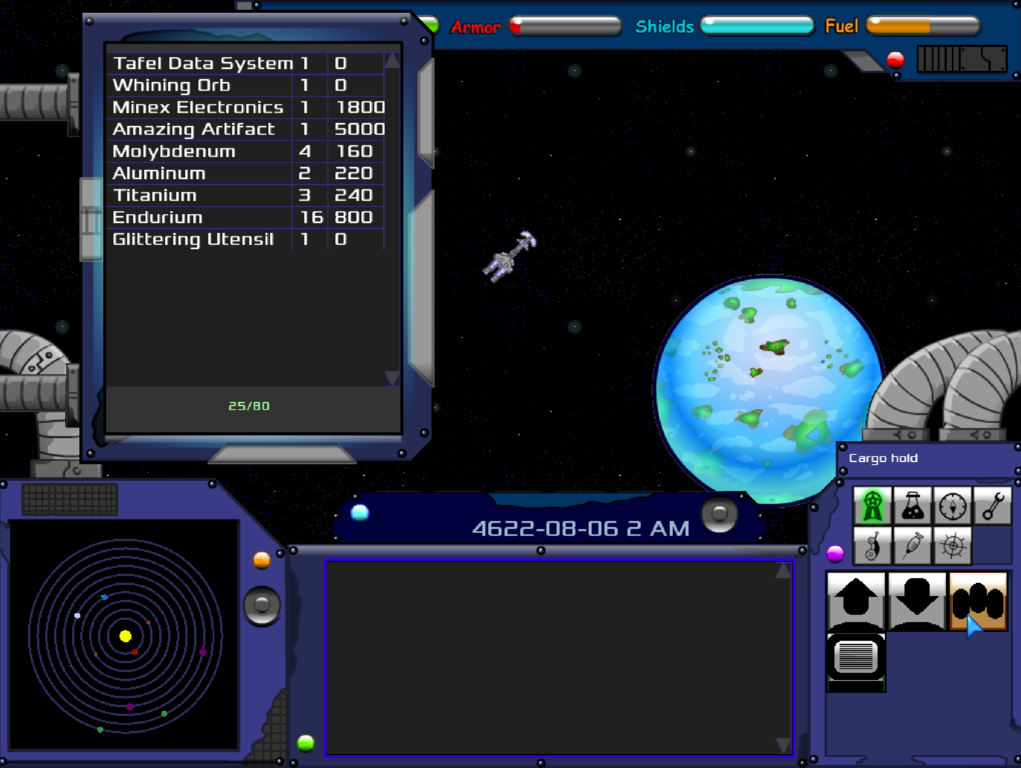 Armor Shields Fuel
Tafel Data System 1 0
Whining Orb 1 0
Minex Electronics 1 1800
Amazing Artifact 1 5000
Molybdenum 4 160
Aluminum 2 220
Titanium 3 240
Endurium 16 800
Glittering Utensil 1 0
25/80
Cargo hold
4622-08-06 2 AM